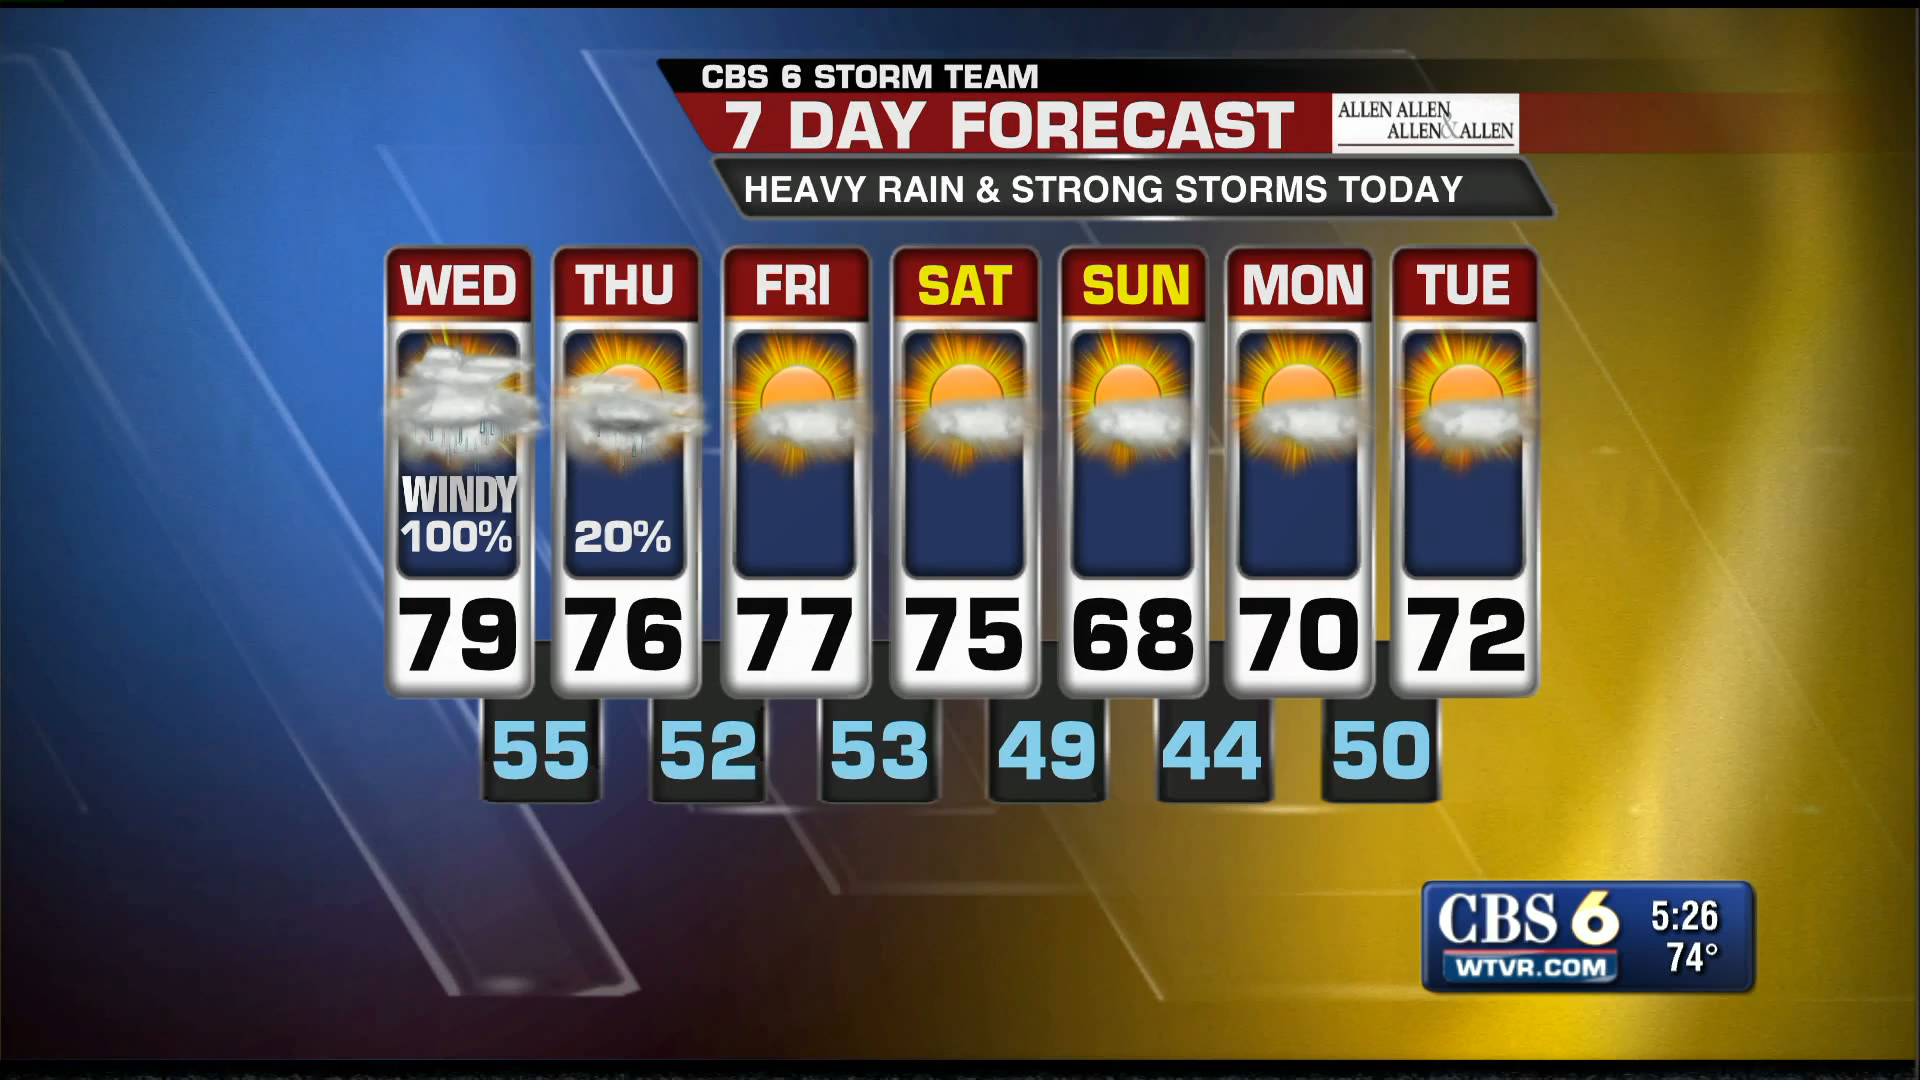 CBS 6 STORM TEAM
7 DAY FORECAST
ALLEN ALLEN
ALLEN & ALLEN
HEAVY RAIN & STRONG STORMS TODAY
WED THU FRI SAT SUN MON TUE
WINDY
100% 20%
79 76 77 75 68 70 72
55 52 53 49 44 50
CBS 6 5:26
WTVR.COM 74°